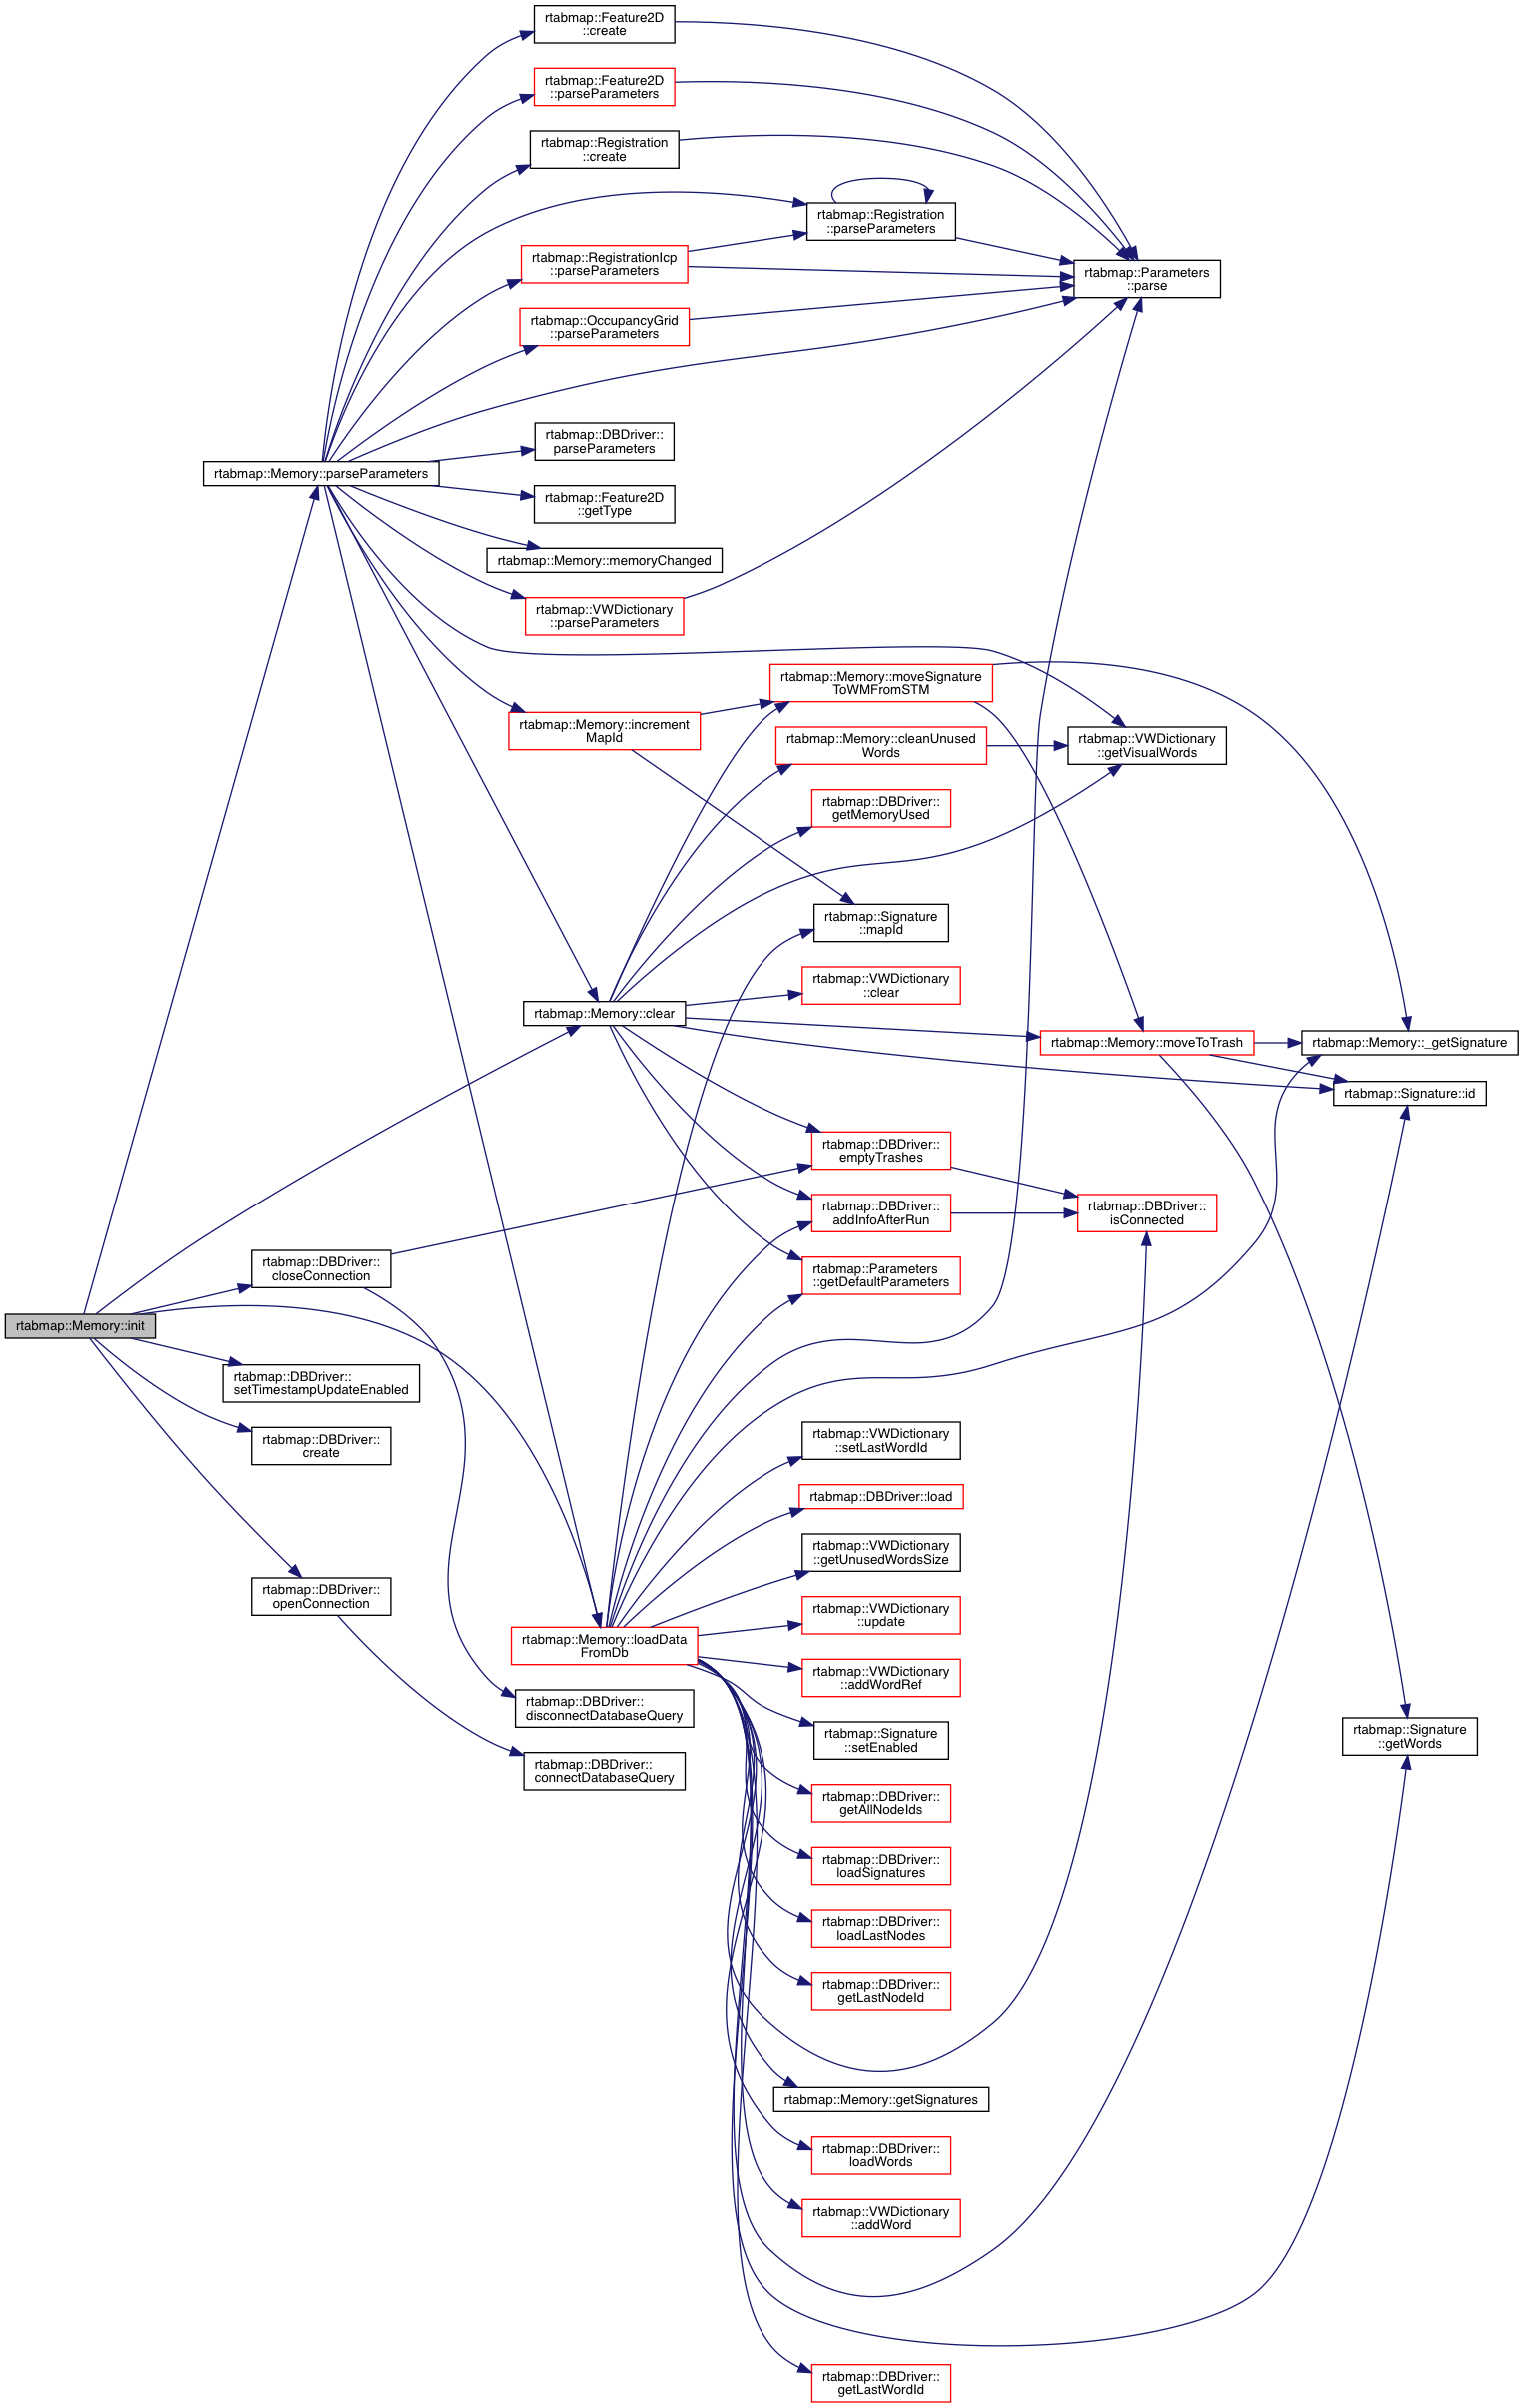 rtabmap::Feature2D
::create
rtabmap::Feature2D
::parseParameters
rtabmap::Registration
::create
rtabmap::Registration
::parseParameters
rtabmap::RegistrationIcp
::parseParameters
rtabmap::Parameters
::parse
rtabmap::OccupancyGrid
::parseParameters
rtabmap::DBDriver::
parseParameters
rtabmap::Memory::parseParameters
rtabmap::Feature2D
::getType
rtabmap::Memory::memoryChanged
rtabmap::VWDictionary
::parseParameters
rtabmap::Memory::moveSignature
ToWMFromSTM
rtabmap::Memory::increment
MapId
rtabmap::Memory::cleanUnused
Words
rtabmap::VWDictionary
::getVisualWords
rtabmap::DBDriver::
getMemoryUsed
rtabmap::Signature
::mapId
rtabmap::VWDictionary
::clear
rtabmap::Memory::clear
rtabmap::Memory::moveToTrash
rtabmap::Memory::_getSignature
rtabmap::Signature::id
rtabmap::DBDriver::
emptyTrashes
rtabmap::DBDriver::
addInfoAfterRun
rtabmap::DBDriver::
isConnected
rtabmap::DBDriver::
closeConnection
rtabmap::Parameters
::getDefaultParameters
rtabmap::Memory::init
rtabmap::DBDriver::
setTimestampUpdateEnabled
rtabmap::DBDriver::
create
rtabmap::VWDictionary
::setLastWordId
rtabmap::DBDriver::load
rtabmap::VWDictionary
::getUnusedWordsSize
rtabmap::DBDriver::
openConnection
rtabmap::VWDictionary
::update
rtabmap::Memory::loadData
FromDb
rtabmap::VWDictionary
::addWordRef
rtabmap::DBDriver::
disconnectDatabaseQuery
rtabmap::Signature
::setEnabled
rtabmap::Signature
::getWords
rtabmap::DBDriver::
connectDatabaseQuery
rtabmap::DBDriver::
getAllNodeIds
rtabmap::DBDriver::
loadSignatures
rtabmap::DBDriver::
loadLastNodes
rtabmap::DBDriver::
getLastNodeId
rtabmap::Memory::getSignatures
rtabmap::DBDriver::
loadWords
rtabmap::VWDictionary
::addWord
rtabmap::DBDriver::
getLastWordId